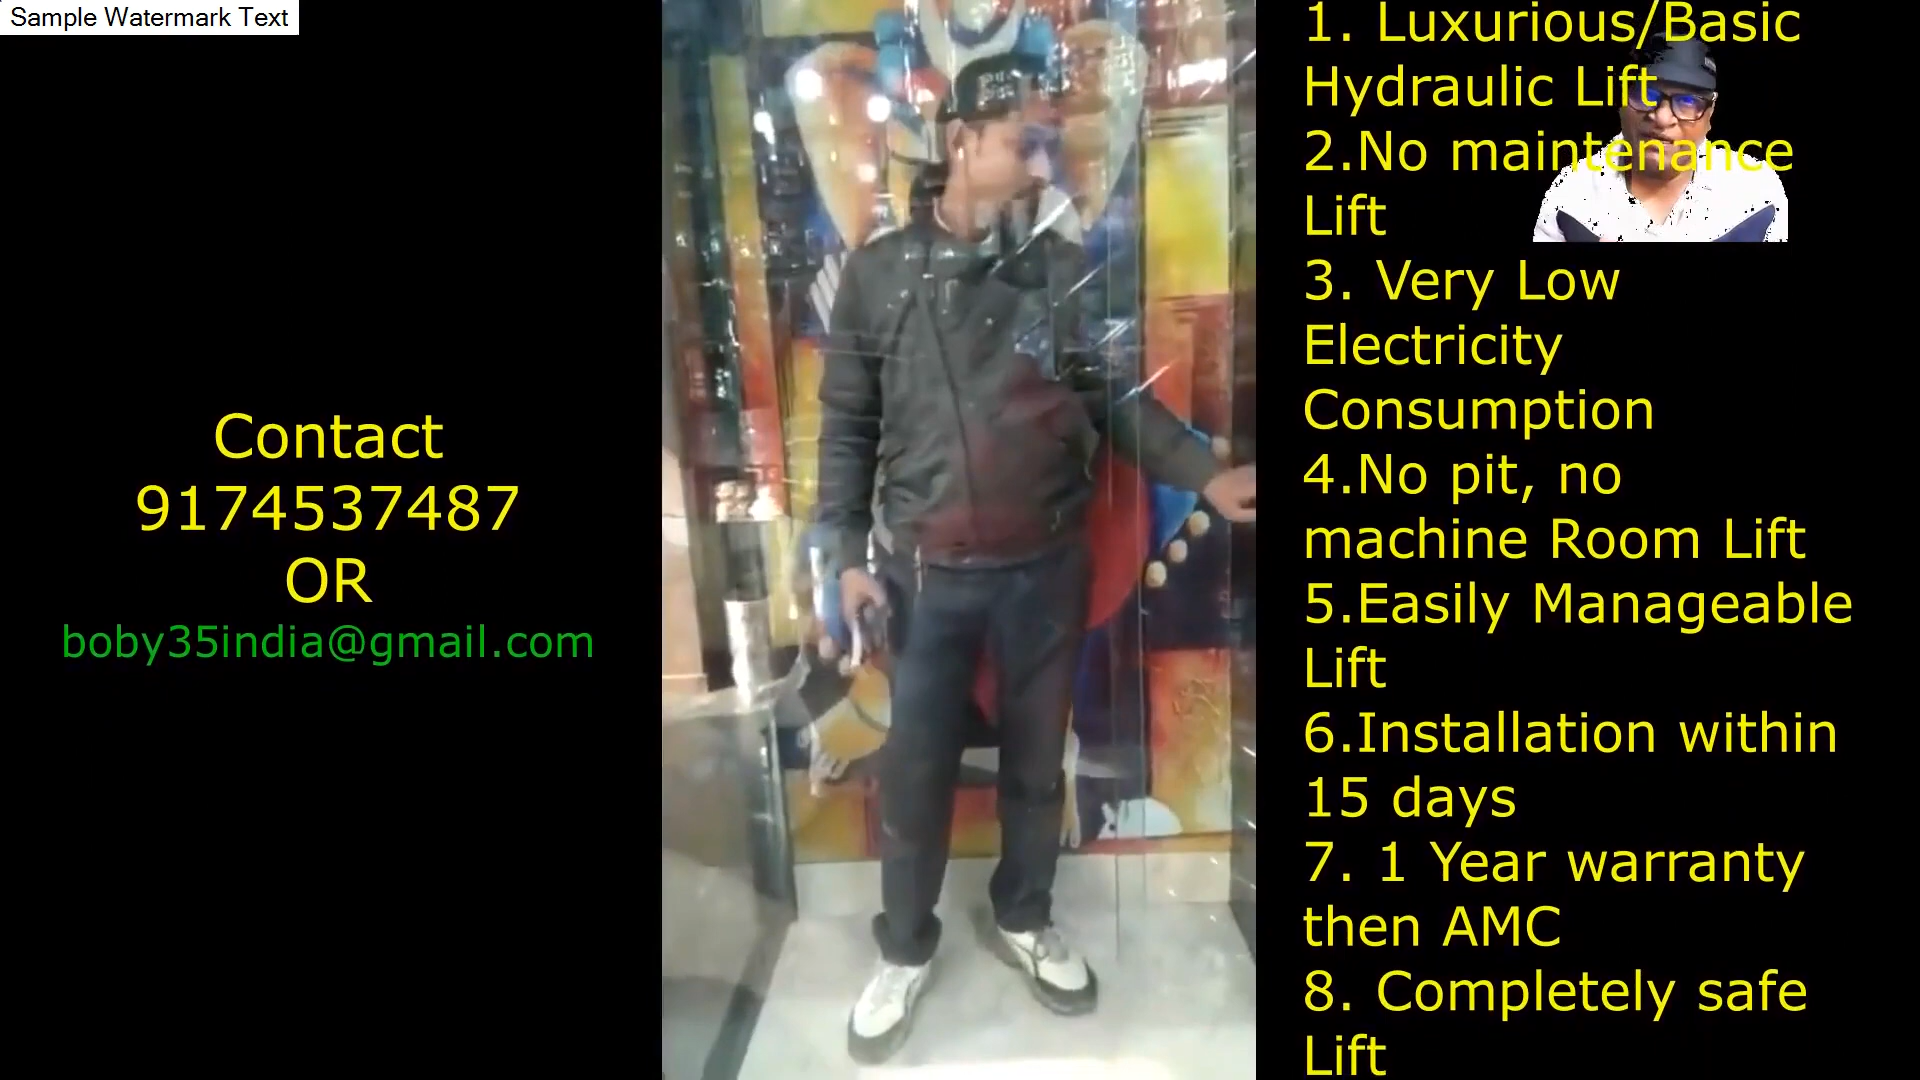 Sample Watermark Text
Contact
9174537487
OR
boby35india@gmail.com
1. Luxurious/Basic
Hydraulic Lift
2.No maintenance
Lift
3. Very Low
Electricity
Consumption
4.No pit, no
machine Room Lift
5.Easily Manageable
Lift
6.Installation within
15 days
7. 1 Year warranty
then AMC
8. Completely safe
Lift